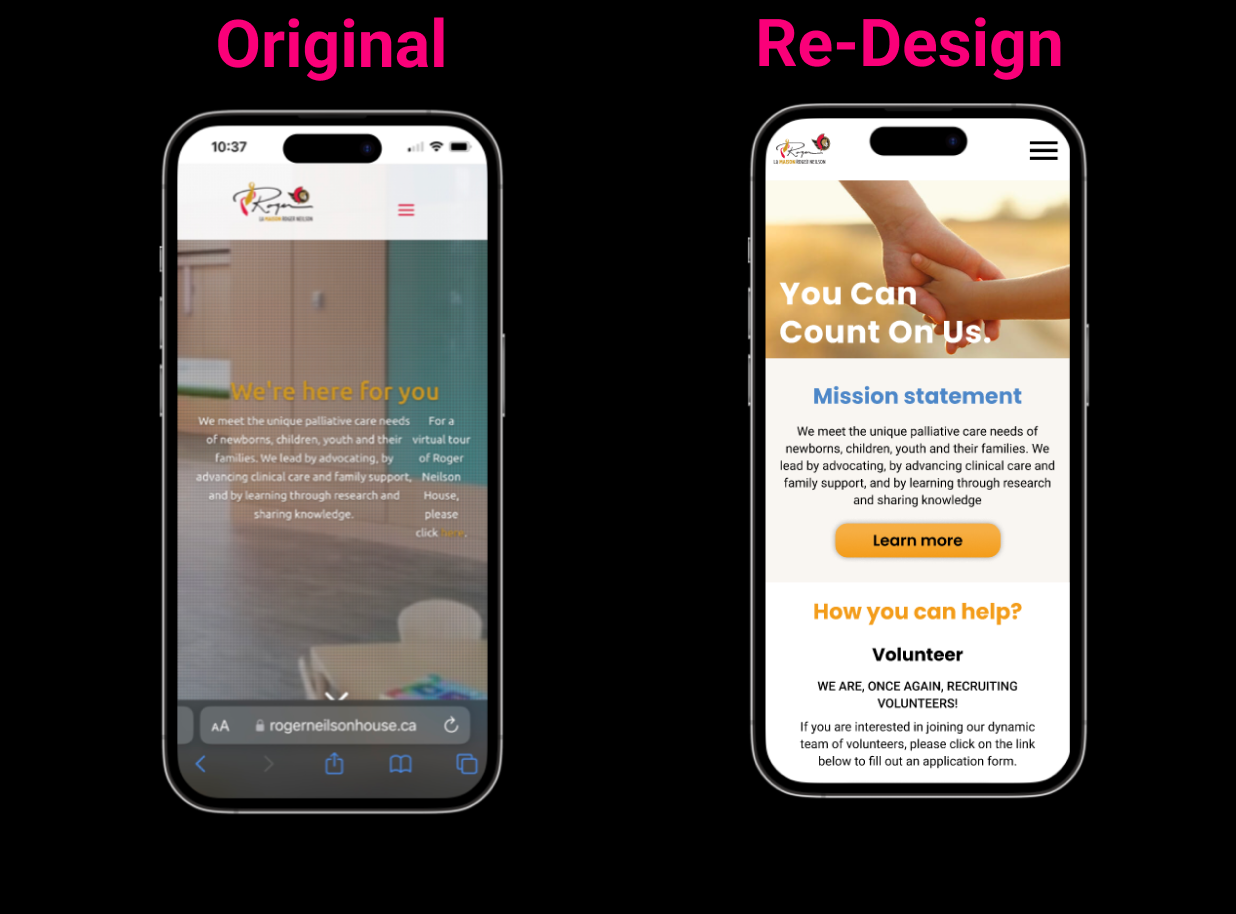 Original
Re-Design
10:37
Roger
LA MAISON ROGER NEILSON
We're here for you
We meet the unique palliative care needs
of newborns, children, youth and their
families. We lead by advocating, by
advancing clinical care and family support,
and by learning through research and
sharing knowledge.
For a
virtual tour
of Roger
Neilson
House,
please
click here.
AA
rogerneilsonhouse.ca
Roger
LA MAISON ROGER NEILSON
You Can
Count On Us.
Mission statement
We meet the unique palliative care needs of
newborns, children, youth and their families. We
lead by advocating, by advancing clinical care and
family support, and by learning through research
and sharing knowledge
Learn more
How you can help?
Volunteer
WE ARE, ONCE AGAIN, RECRUITING
VOLUNTEERS!
If you are interested in joining our dynamic
team of volunteers, please click on the link
below to fill out an application form.